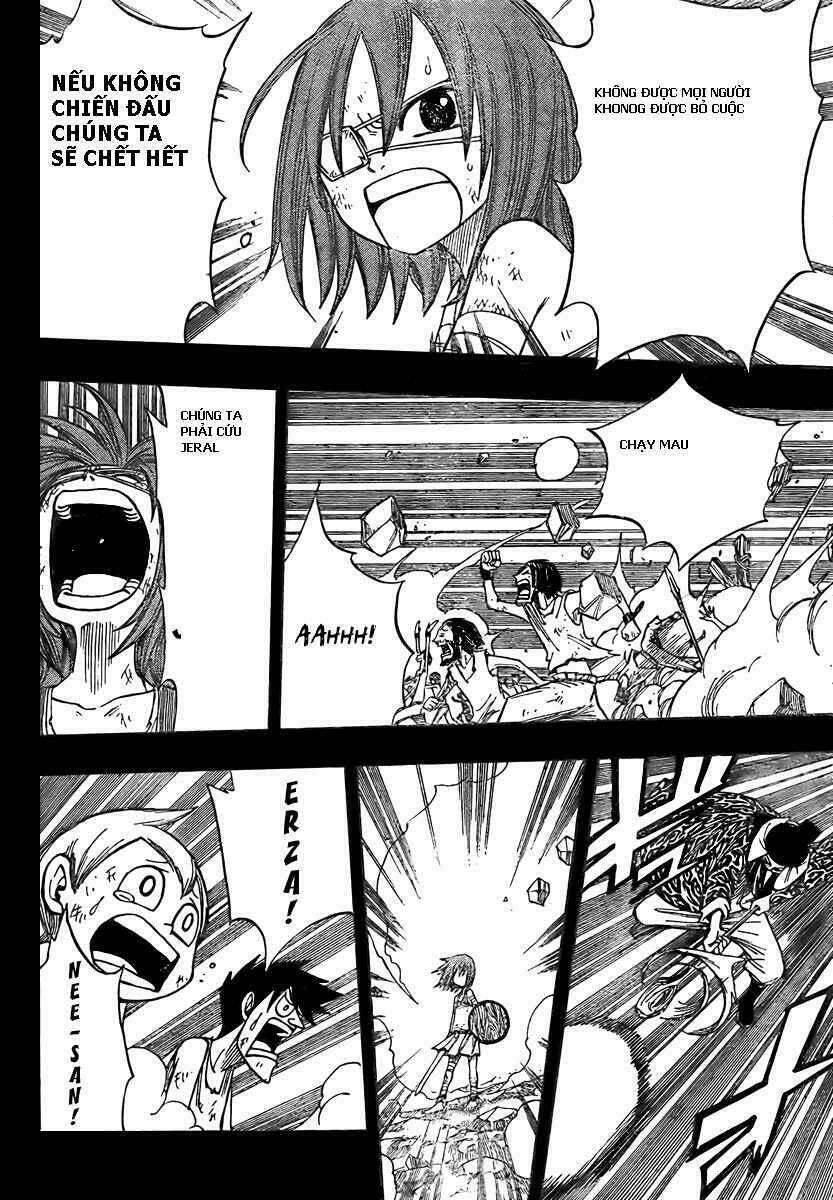 KHÔNG ĐƯỢC MỌI NGƯỜI
KHONOG ĐƯỢC BỎ CUỘC
NẾU KHÔNG
CHIẾN ĐẤU
CHÚNG TA
SẼ CHẾT HẾT
CHẠY MAU
AAHHH!
CHÚNG TA
PHẢI CỨU
JERAL
ERZA!
NEE-SAN!